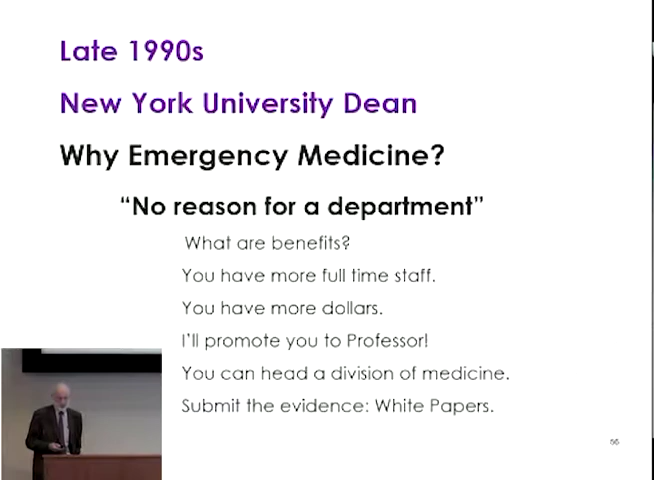 Late 1990s
New York University Dean
Why Emergency Medicine?
“No reason for a department”
What are benefits?
You have more full time staff.
You have more dollars.
I’ll promote you to Professor!
You can head a division of medicine.
Submit the evidence: White Papers.